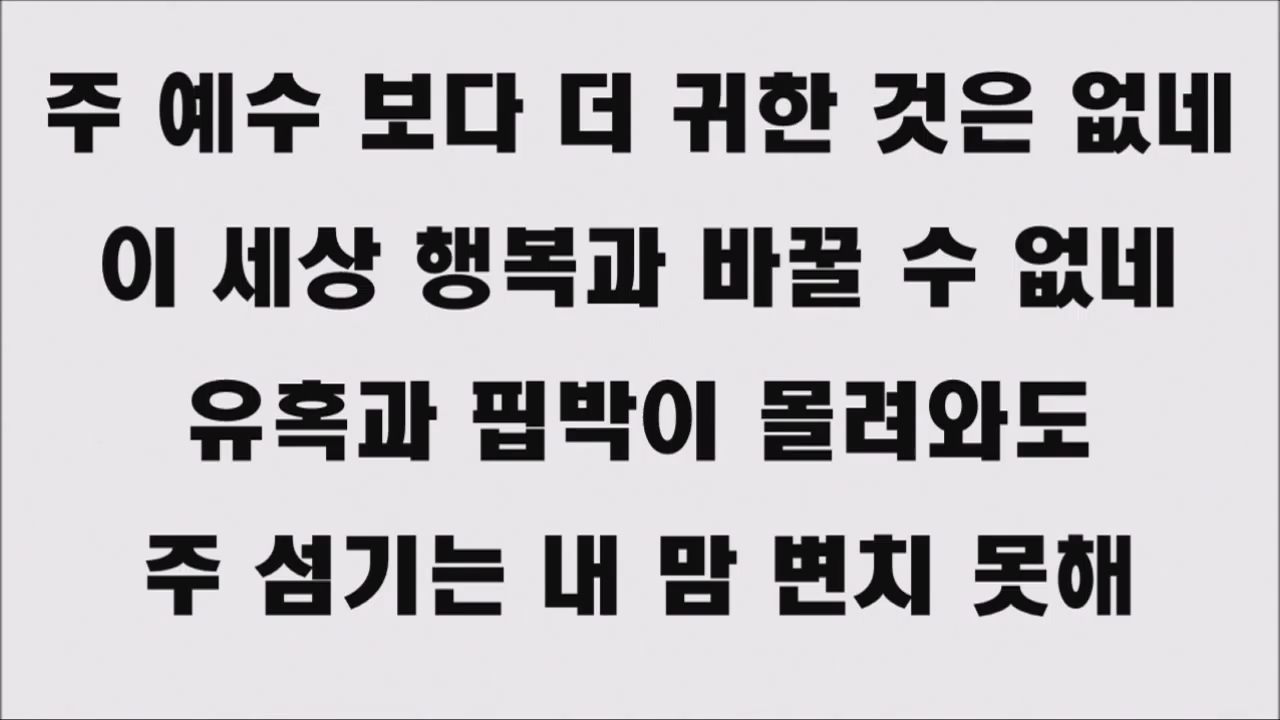 주 예수 보다 더 귀한 것은 없네
이 세상 행복과 바꿀 수 없네
유혹과 핍박이 몰려와도
주 섬기는 내 맘 변치 못해